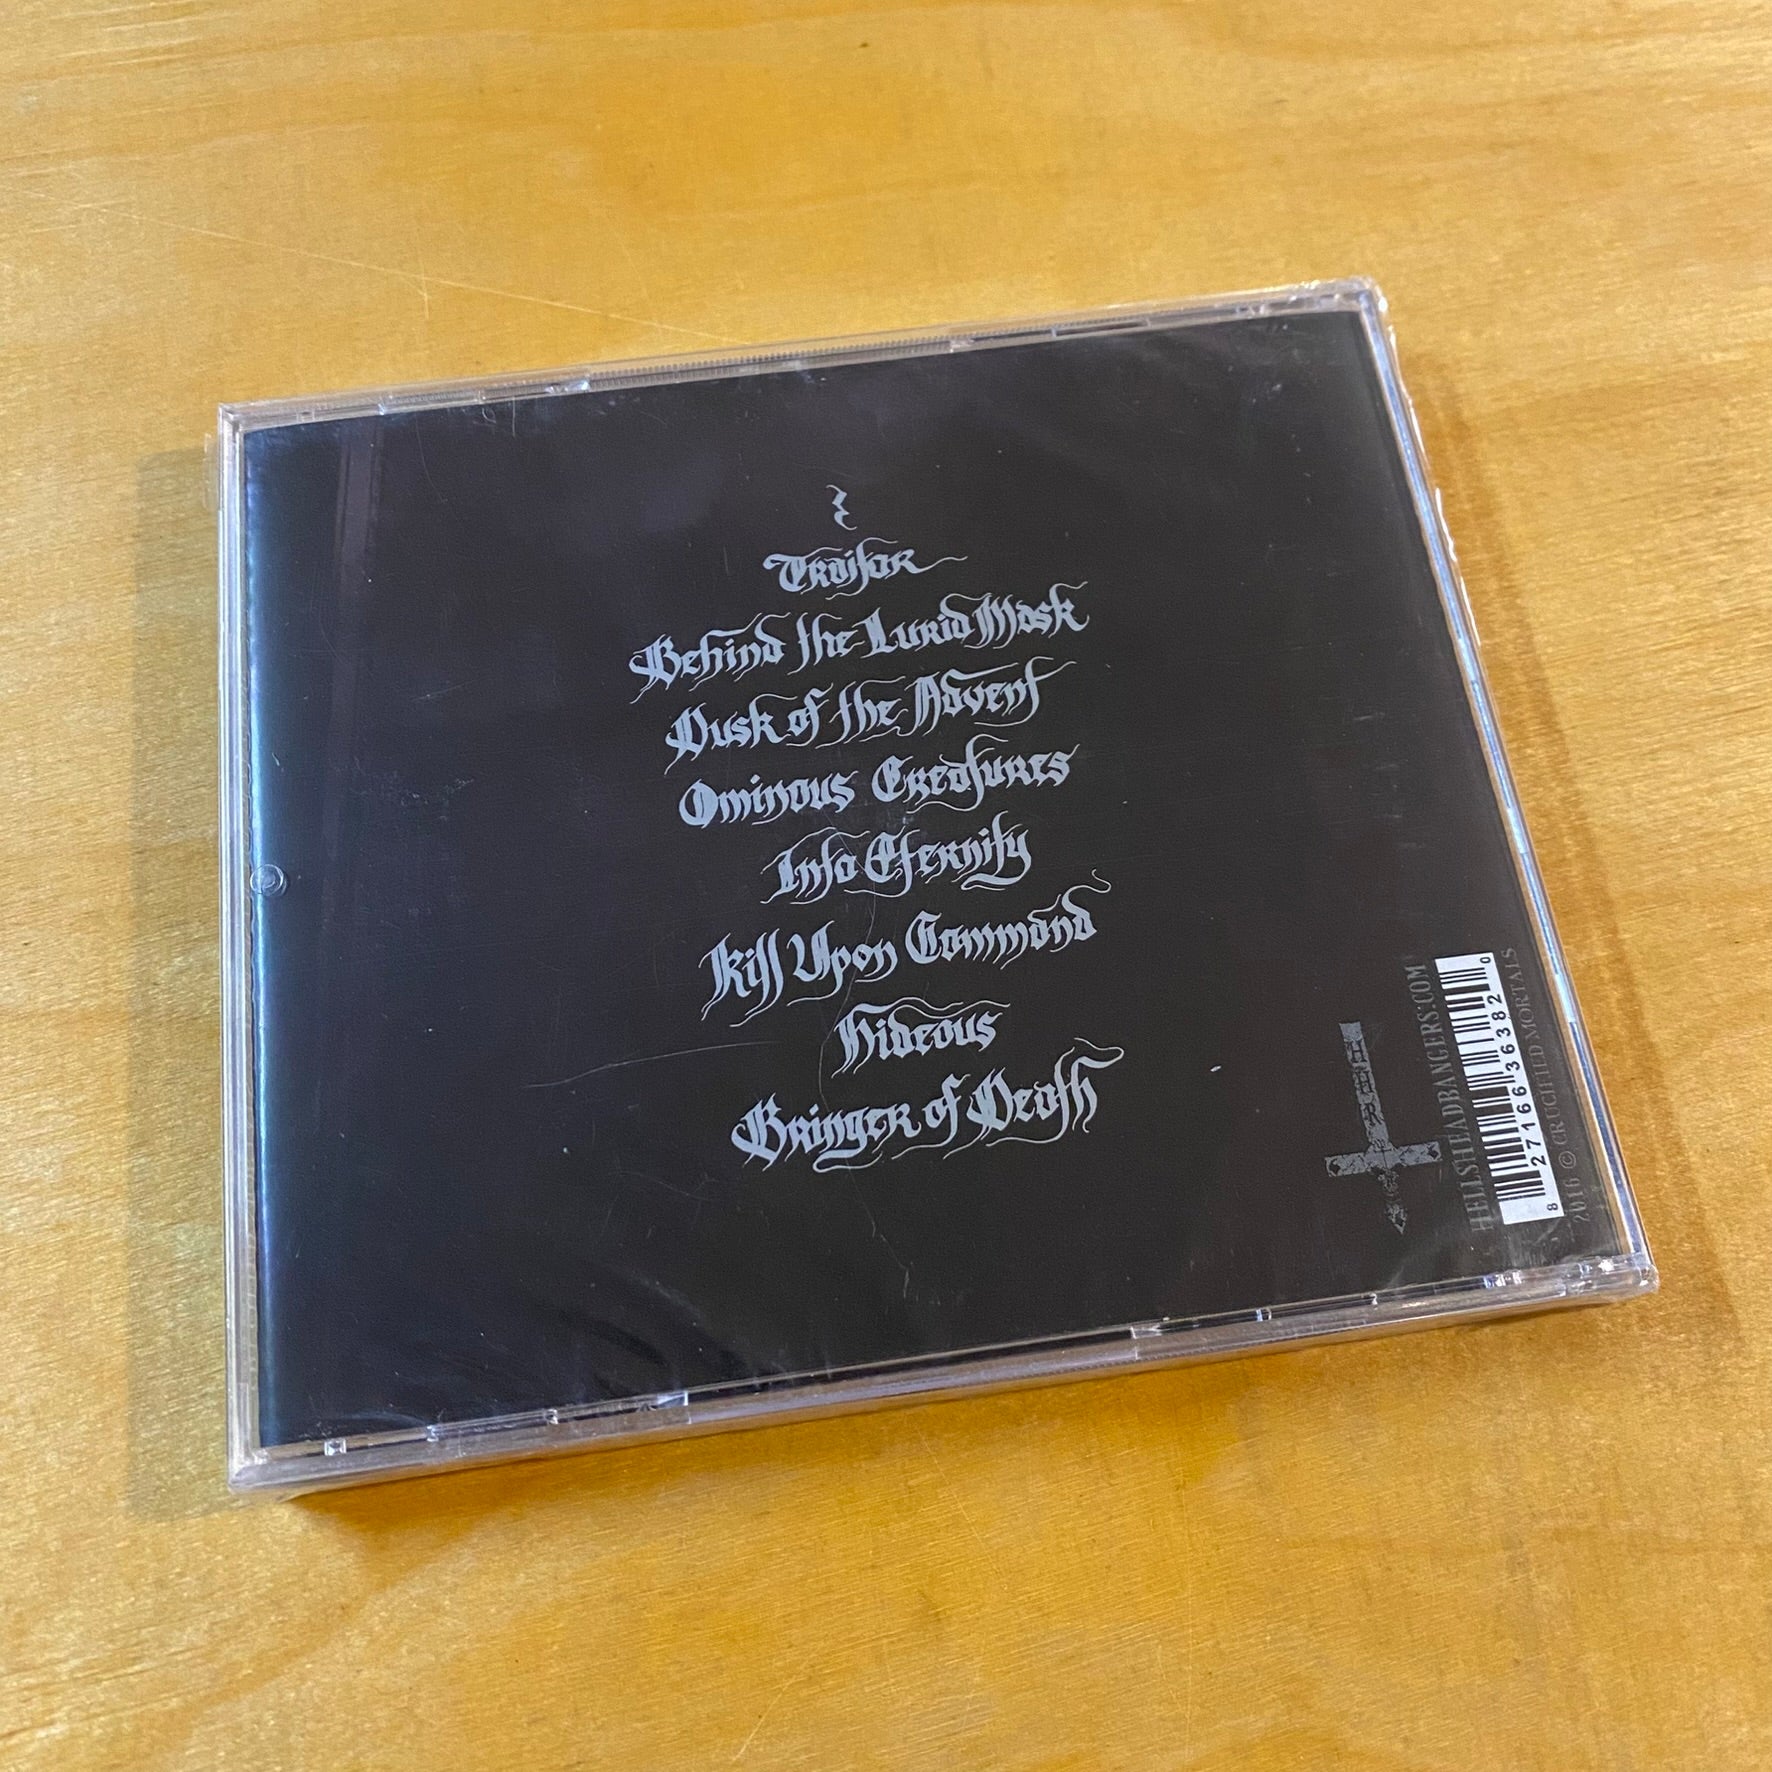 Traitor
Behind the Lurid Mask
Dusk of the Advent
Ominous Creatures
Into Eternity
Kill Upon Command
Hideous
Bringer of Death
HELLSHEADBANGERS.COM
8 27166 36382 0
2016 © CRUCIFIED MORTALS